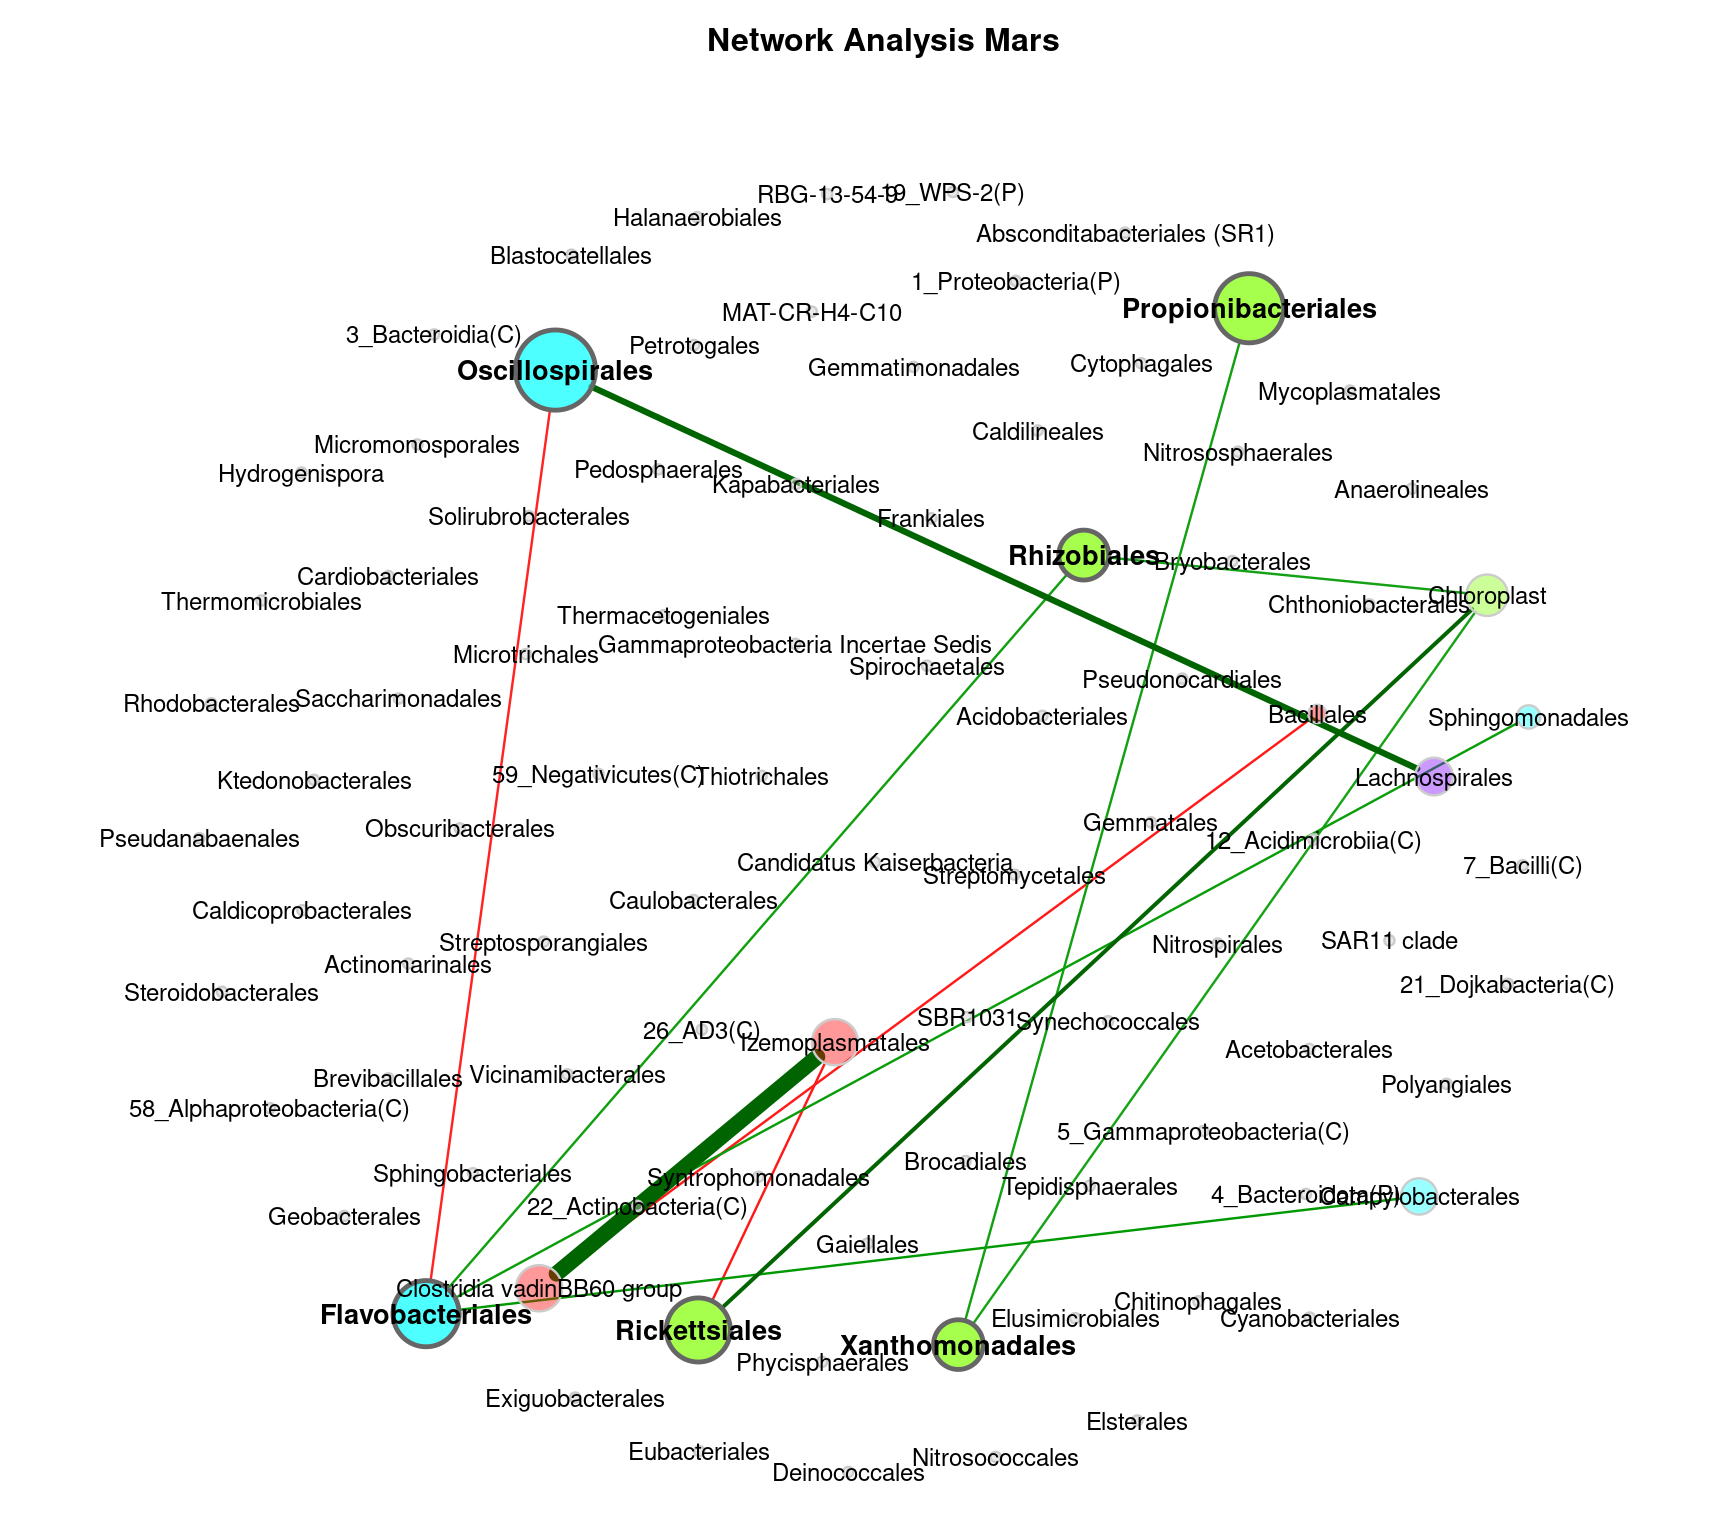 Network Analysis Mars
RBG-13-54-9
19_WPS-2(P)
Halanaerobiales
Absconditabacteriales (SR1)
Blastocatellales
1_Proteobacteria(P)
Propionibacteriales
MAT-CR-H4-C10
3_Bacteroidia(C)
Petrotogales
Gemmatimonadales
Cytophagales
Oscillospirales
Mycoplasmatales
Caldilineales
Micromonosporales
Nitrososphaerales
Hydrogenispora
Pedosphaerales
Kapabacteriales
Anaerolineales
Solirubrobacterales
Frankiales
Rhizobiales
Bryobacterales
Cardiobacteriales
Chloroplast
Thermomicrobiales
Chthoniobacterales
Thermacetogeniales
Gammaproteobacteria Incertae Sedis
Microtrichales
Spirochaetales
Pseudonocardiales
Rhodobacterales
Saccharimonadales
Acidobacteriales
Bacillales
Sphingomonadales
Ktedonobacterales
59_Negativicutes(C)
Thiotrichales
Lachnospirales
Pseudanabaenales
Obscuribacterales
Gemmatales
12_Acidimicrobiia(C)
Candidatus Kaiserbacteria
Streptomycetales
7_Bacilli(C)
Caldicoprobacterales
Caulobacterales
Streptosporangiales
Nitrospirales
SAR11 clade
Actinomarinales
Steroidobacterales
21_Dojkabacteria(C)
26_AD3(C)
Izemoplasmatales
SBR1031
Synechococcales
Acetobacterales
Brevibacillales
Vicinamibacterales
Polyangiales
58_Alphaproteobacteria(C)
5_Gammaproteobacteria(C)
Sphingobacteriales
Syntrophomonadales
Brocadiales
Tepidisphaerales
4_Bacteroidota(P)
Campylobacterales
Geobacterales
22_Actinobacteria(C)
Gaiellales
Clostridia vadinBB60 group
Flavobacteriales
Rickettsiales
Xanthomonadales
Elusimicrobiales
Chitinophagales
Cyanobacteriales
Phycisphaerales
Exiguobacterales
Elsterales
Eubacteriales
Deinococcales
Nitrosococcales